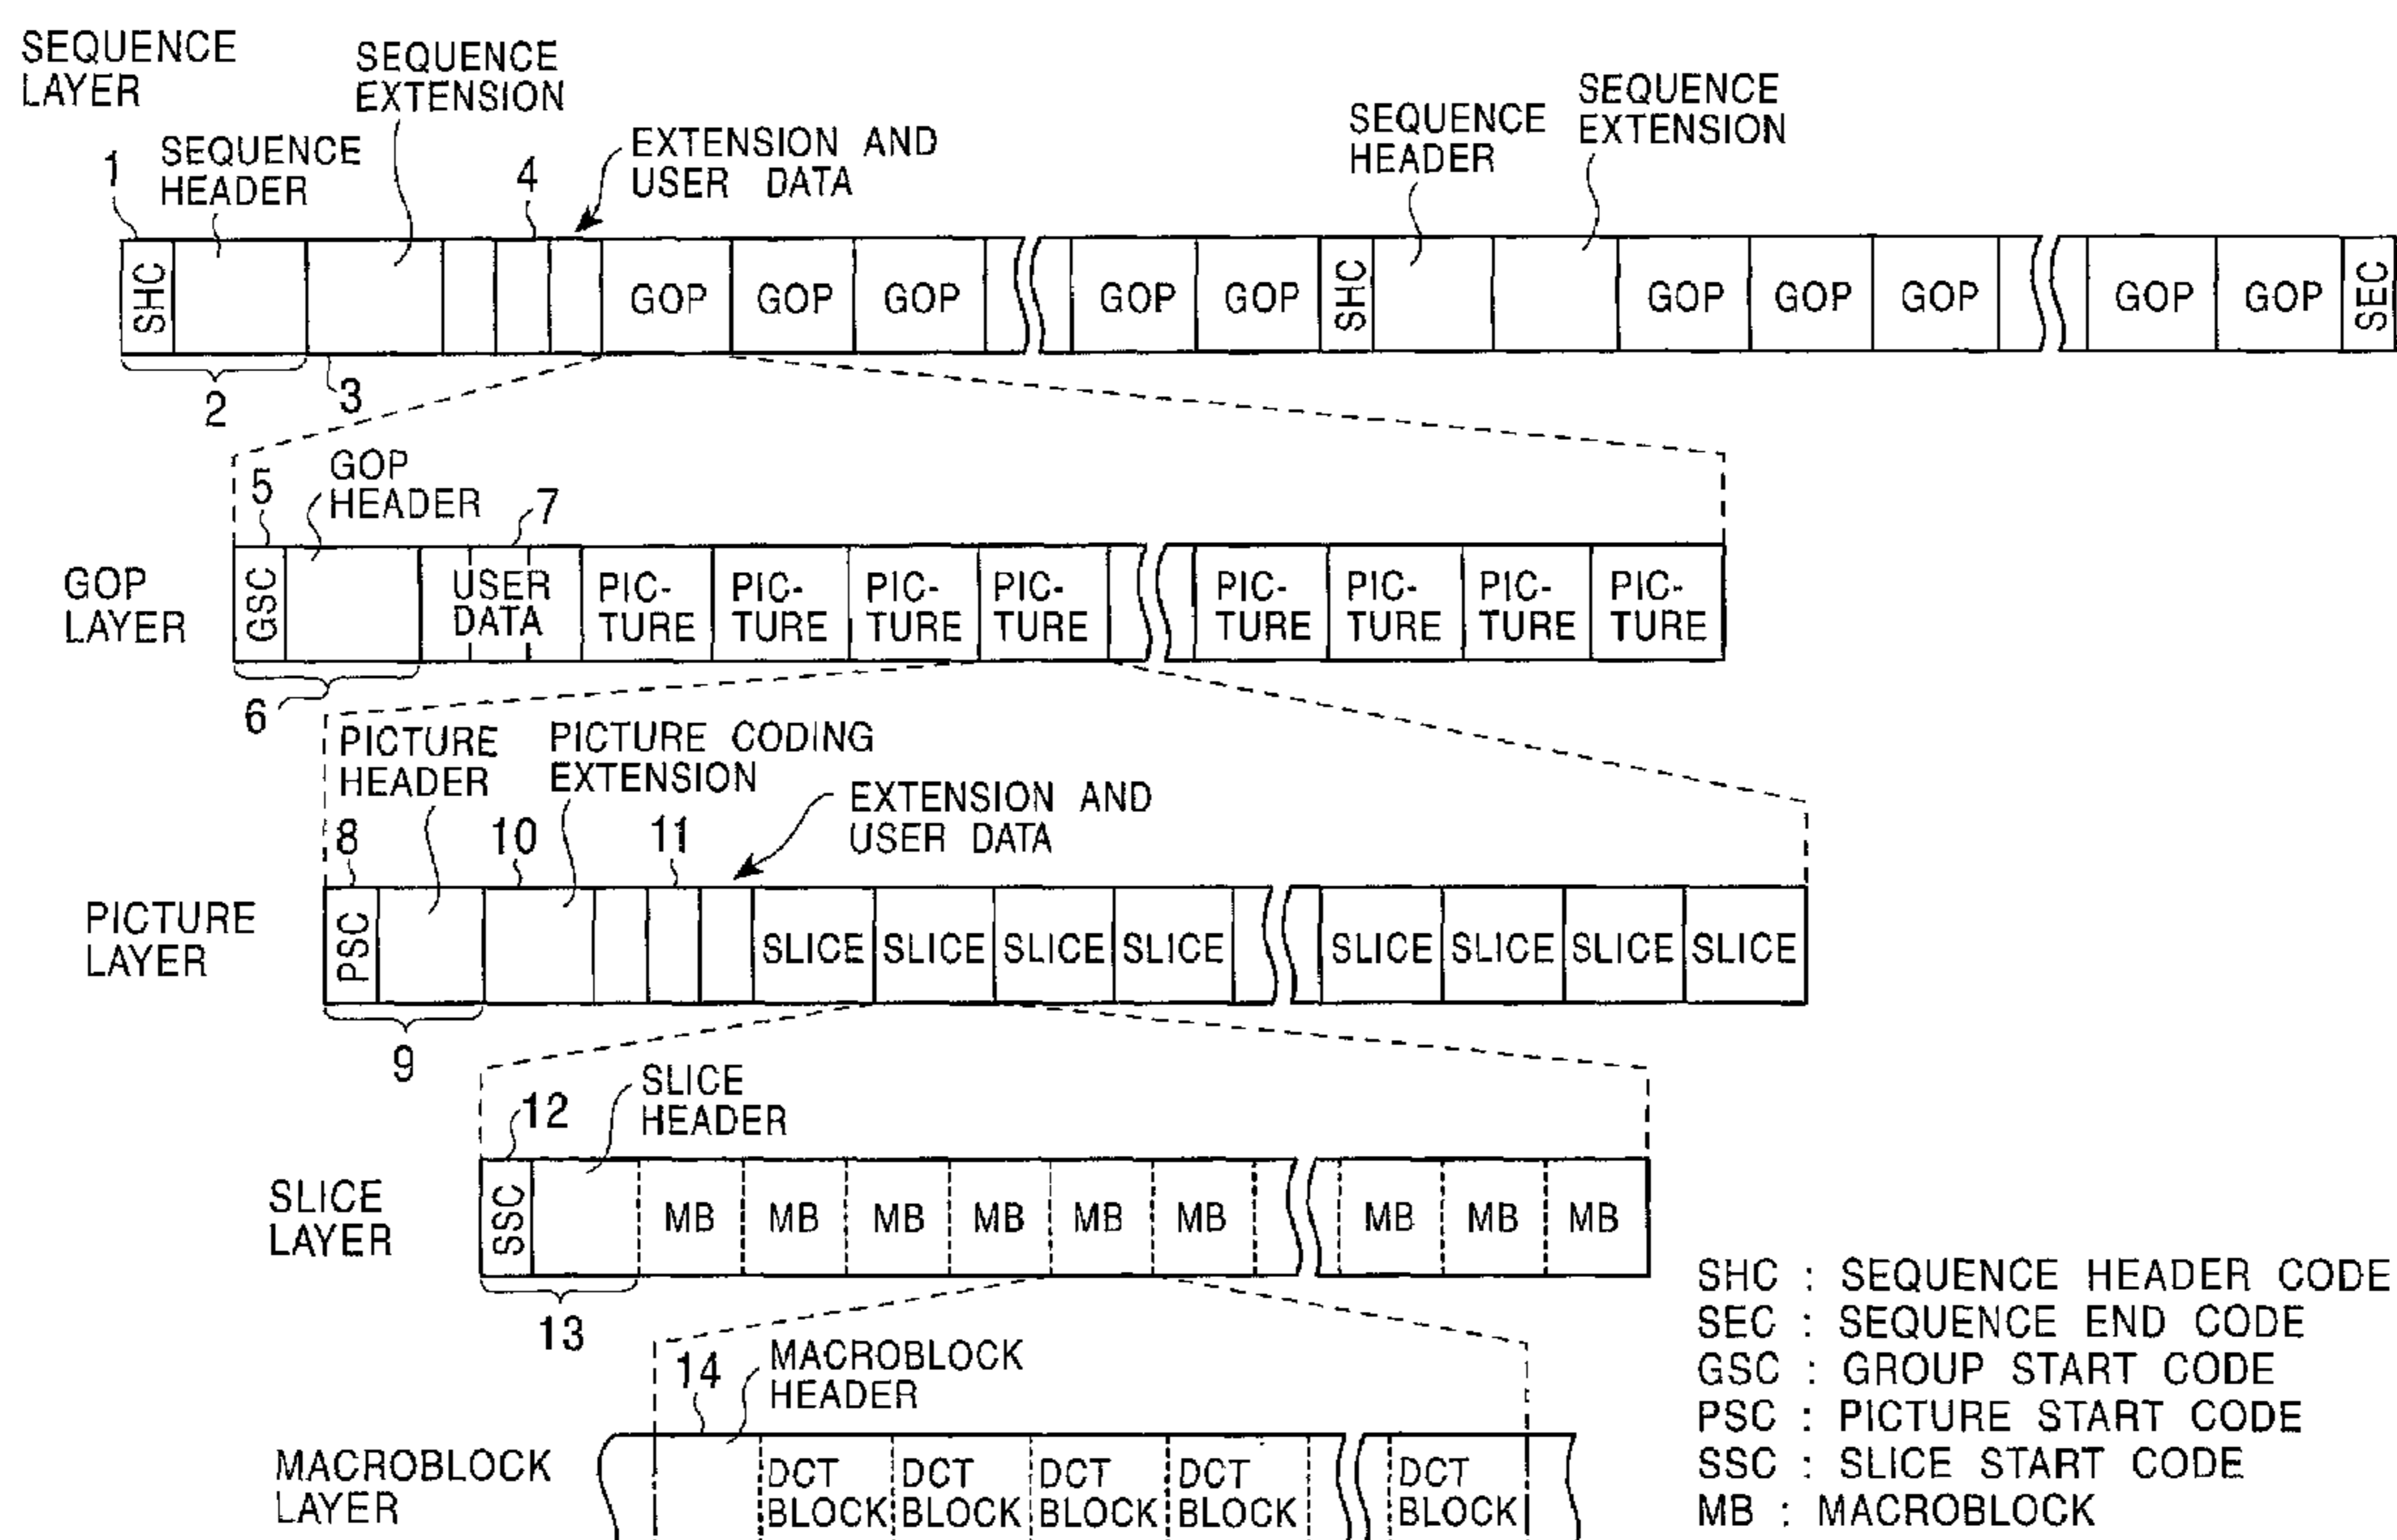 SEQUENCE
LAYER
SEQUENCE
EXTENSION
1
SEQUENCE
HEADER
4
EXTENSION AND
USER DATA
SEQUENCE
HEADER
SEQUENCE
EXTENSION
SHC
GOP
GOP
GOP
GOP
GOP
SHC
GOP
GOP
GOP
GOP
GOP
SEC
2
3
5
GOP
HEADER
7
GOP
LAYER
GSC
USER
DATA
PIC-
TURE
PIC-
TURE
PIC-
TURE
PIC-
TURE
PIC-
TURE
PIC-
TURE
PIC-
TURE
PIC-
TURE
6
PICTURE
HEADER
PICTURE CODING
EXTENSION
8
10
11
EXTENSION AND
USER DATA
PICTURE
LAYER
PSC
SLICE
SLICE
SLICE
SLICE
SLICE
SLICE
SLICE
SLICE
9
12
SLICE
HEADER
SLICE
LAYER
SSC
MB
MB
MB
MB
MB
MB
MB
MB
MB
13
14
MACROBLOCK
HEADER
MACROBLOCK
LAYER
DCT
BLOCK
DCT
BLOCK
DCT
BLOCK
DCT
BLOCK
DCT
BLOCK
SHC : SEQUENCE HEADER CODE
SEC : SEQUENCE END CODE
GSC : GROUP START CODE
PSC : PICTURE START CODE
SSC : SLICE START CODE
MB : MACROBLOCK